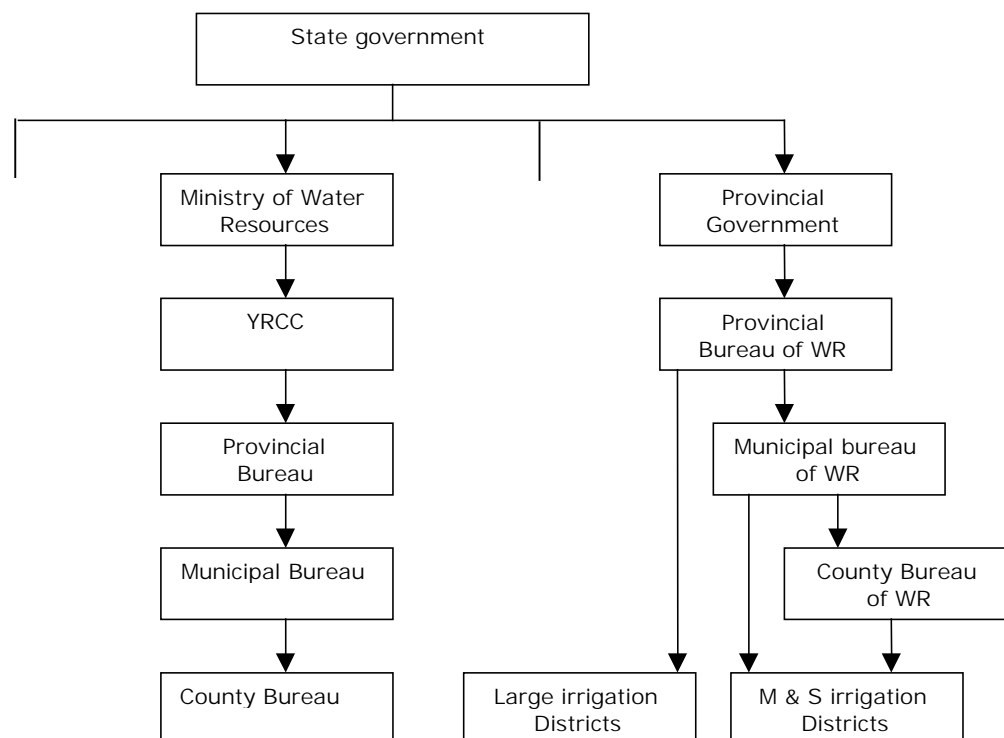 State government
Ministry of Water
Resources
Provincial
Government
YRCC
Provincial
Bureau of WR
Provincial
Bureau
Municipal bureau
of WR
Municipal Bureau
County Bureau
of WR
County Bureau
Large irrigation
Districts
M & S irrigation
Districts